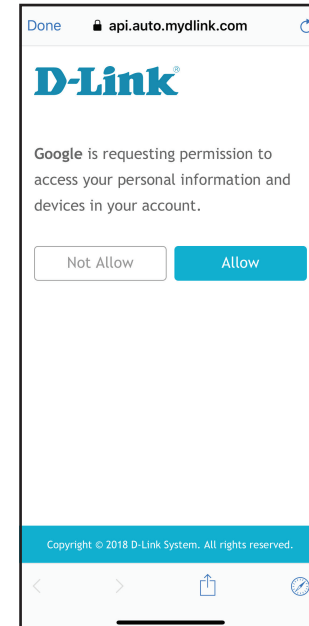 Done api.auto.mydlink.com
D-Link®
Google is requesting permission to
access your personal information and
devices in your account.
Not Allow Allow
Copyright © 2018 D-Link System. All rights reserved.